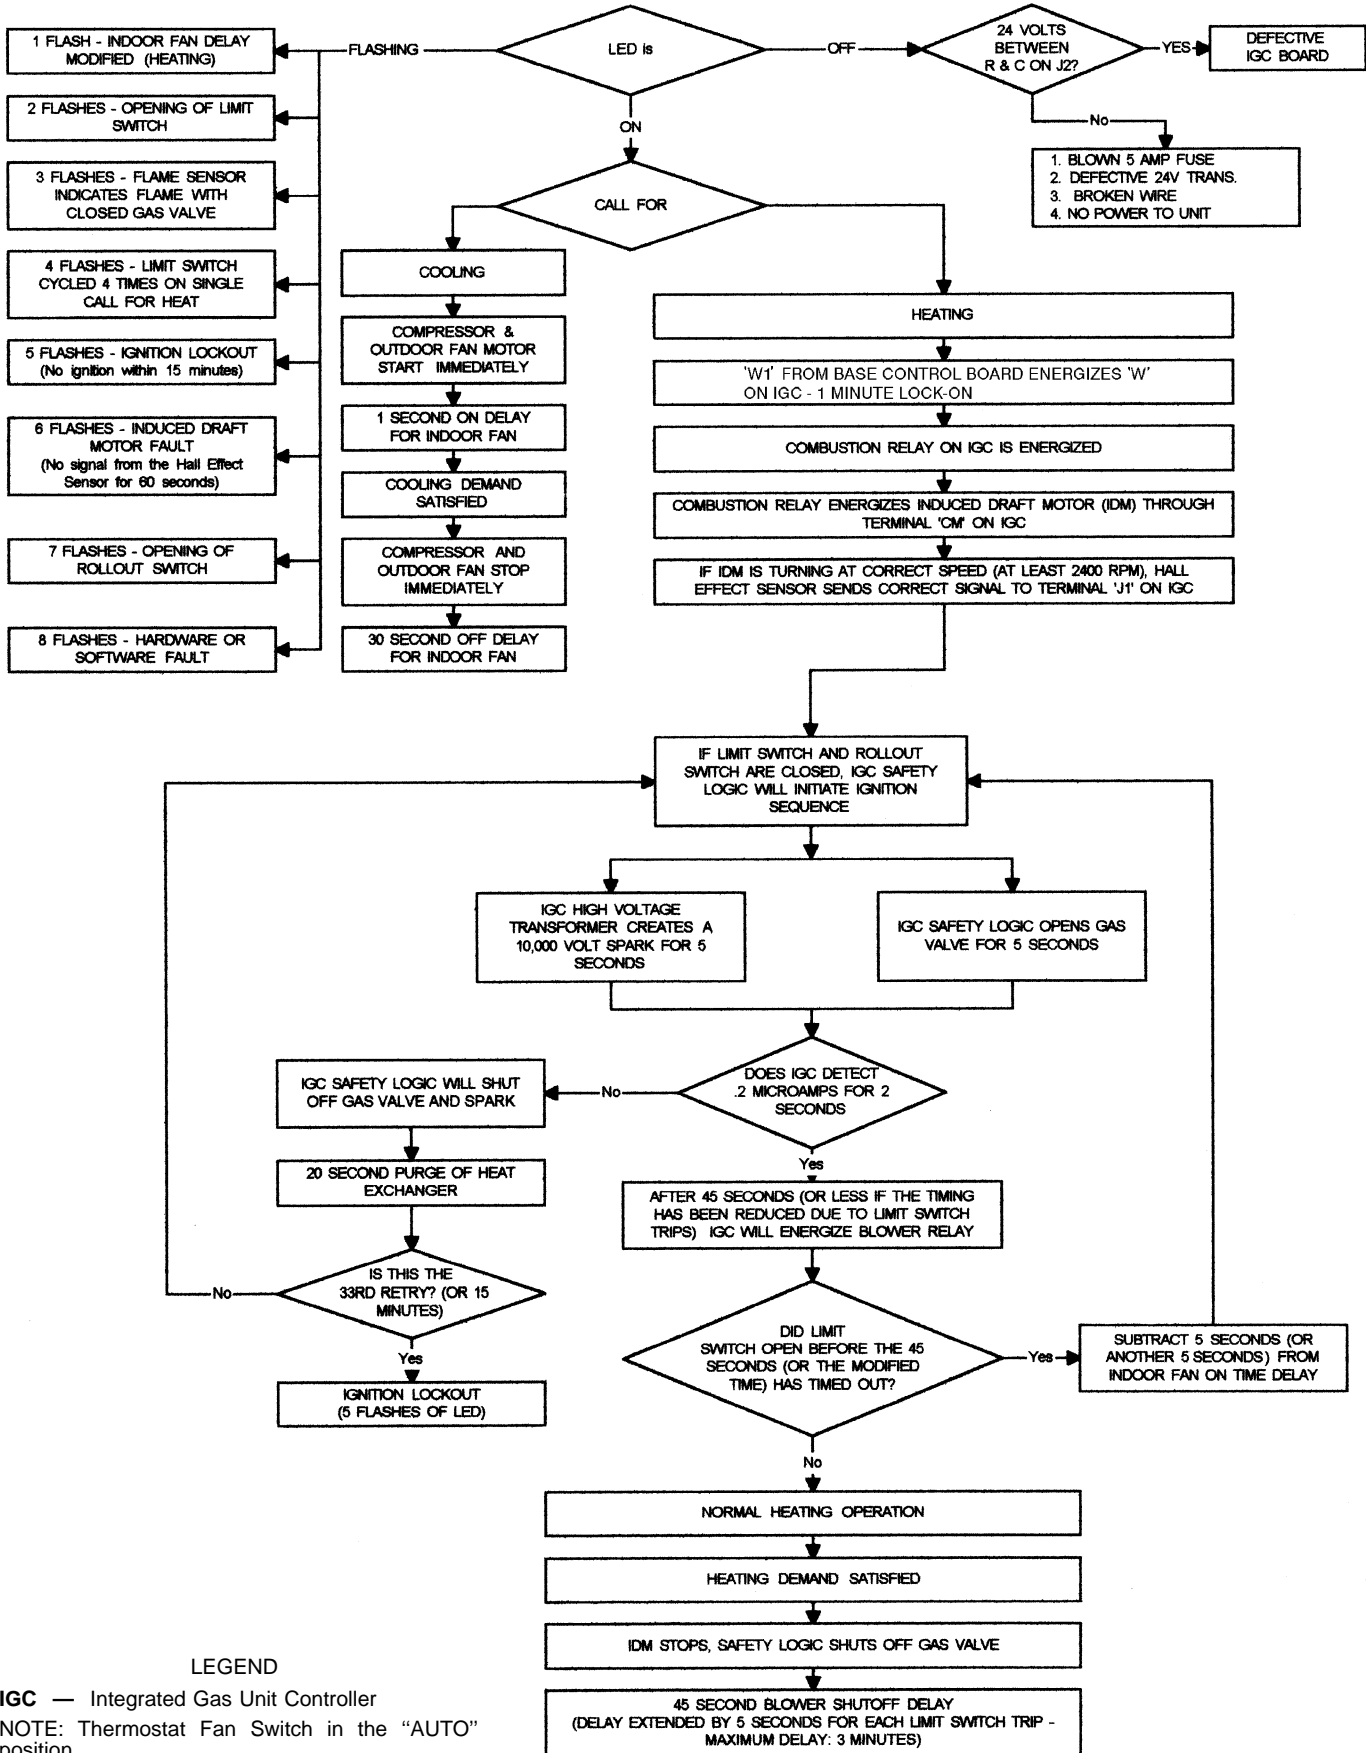 1 FLASH - INDOOR FAN DELAY
MODIFIED (HEATING)
2 FLASHES - OPENING OF LIMIT
SWITCH
3 FLASHES - FLAME SENSOR
INDICATES FLAME WITH
CLOSED GAS VALVE
4 FLASHES - LIMIT SWITCH
CYCLED 4 TIMES ON SINGLE
CALL FOR HEAT
5 FLASHES - IGNITION LOCKOUT
(No ignition within 15 minutes)
6 FLASHES - INDUCED DRAFT
MOTOR FAULT
(No signal from the Hall Effect
Sensor for 60 seconds)
7 FLASHES - OPENING OF
ROLLOUT SWITCH
8 FLASHES - HARDWARE OR
SOFTWARE FAULT
FLASHING
LED is
OFF
24 VOLTS
BETWEEN
R & C ON J2?
YES
DEFECTIVE
IGC BOARD
No
1. BLOWN 5 AMP FUSE
2. DEFECTIVE 24V TRANS.
3. BROKEN WIRE
4. NO POWER TO UNIT
ON
CALL FOR
COOLING
COMPRESSOR &
OUTDOOR FAN MOTOR
START IMMEDIATELY
1 SECOND ON DELAY
FOR INDOOR FAN
COOLING DEMAND
SATISFIED
COMPRESSOR AND
OUTDOOR FAN STOP
IMMEDIATELY
30 SECOND OFF DELAY
FOR INDOOR FAN
HEATING
'W1' FROM BASE CONTROL BOARD ENERGIZES 'W'
ON IGC - 1 MINUTE LOCK-ON
COMBUSTION RELAY ON IGC IS ENERGIZED
COMBUSTION RELAY ENERGIZES INDUCED DRAFT MOTOR (IDM) THROUGH
TERMINAL 'CM' ON IGC
IF IDM IS TURNING AT CORRECT SPEED (AT LEAST 2400 RPM), HALL
EFFECT SENSOR SENDS CORRECT SIGNAL TO TERMINAL 'J1' ON IGC
IF LIMIT SWITCH AND ROLLOUT
SWITCH ARE CLOSED, IGC SAFETY
LOGIC WILL INITIATE IGNITION
SEQUENCE
IGC HIGH VOLTAGE
TRANSFORMER CREATES A
10,000 VOLT SPARK FOR 5
SECONDS
IGC SAFETY LOGIC OPENS GAS
VALVE FOR 5 SECONDS
DOES IGC DETECT
.2 MICROAMPS FOR 2
SECONDS
No
IGC SAFETY LOGIC WILL SHUT
OFF GAS VALVE AND SPARK
20 SECOND PURGE OF HEAT
EXCHANGER
IS THIS THE
33RD RETRY? (OR 15
MINUTES)
No
Yes
IGNITION LOCKOUT
(5 FLASHES OF LED)
Yes
AFTER 45 SECONDS (OR LESS IF THE TIMING
HAS BEEN REDUCED DUE TO LIMIT SWITCH
TRIPS) IGC WILL ENERGIZE BLOWER RELAY
DID LIMIT
SWITCH OPEN BEFORE THE 45
SECONDS (OR THE MODIFIED
TIME) HAS TIMED OUT?
Yes
SUBTRACT 5 SECONDS (OR
ANOTHER 5 SECONDS) FROM
INDOOR FAN ON TIME DELAY
No
NORMAL HEATING OPERATION
HEATING DEMAND SATISFIED
IDM STOPS, SAFETY LOGIC SHUTS OFF GAS VALVE
45 SECOND BLOWER SHUTOFF DELAY
(DELAY EXTENDED BY 5 SECONDS FOR EACH LIMIT SWITCH TRIP -
MAXIMUM DELAY: 3 MINUTES)
LEGEND
IGC — Integrated Gas Unit Controller
NOTE: Thermostat Fan Switch in the “AUTO”
position